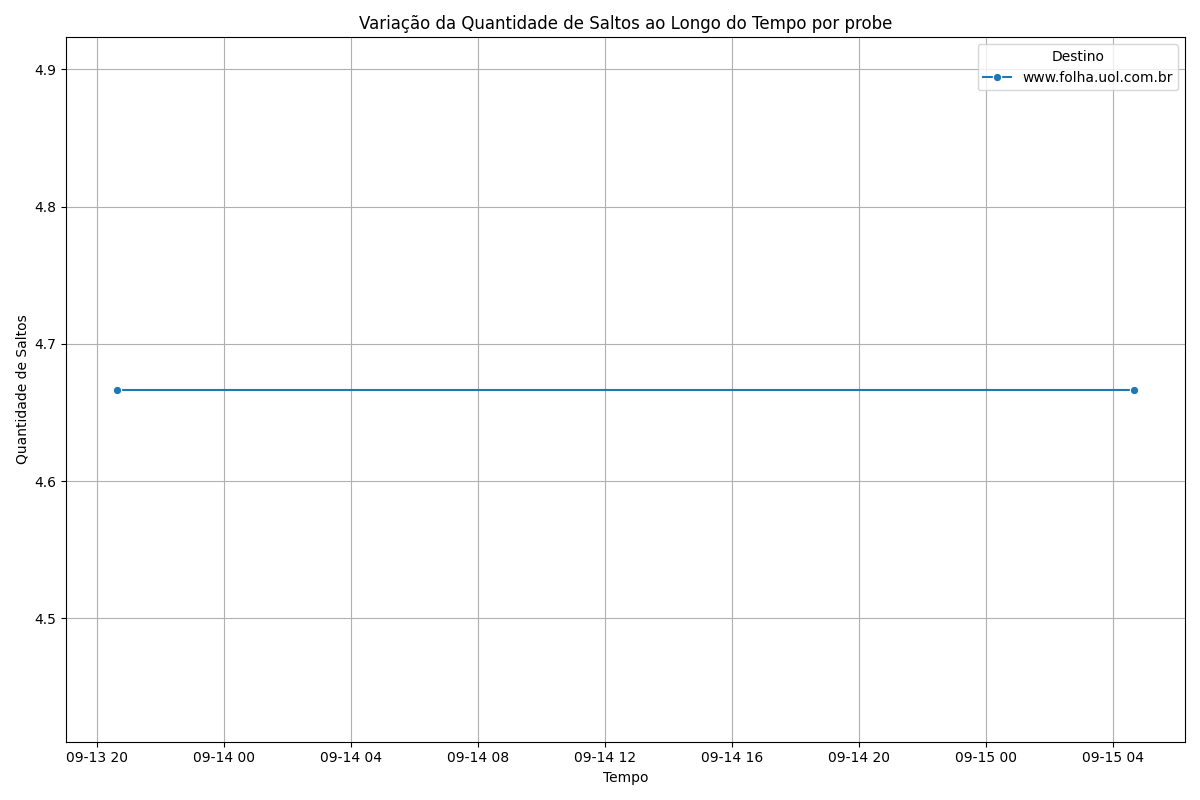 Variação da Quantidade de Saltos ao Longo do Tempo por probe
Destino
www.folha.uol.com.br
Quantidade de Saltos
4.9
4.8
4.7
4.6
4.5
09-13 20
09-14 00
09-14 04
09-14 08
09-14 12
09-14 16
09-14 20
09-15 00
09-15 04
Tempo